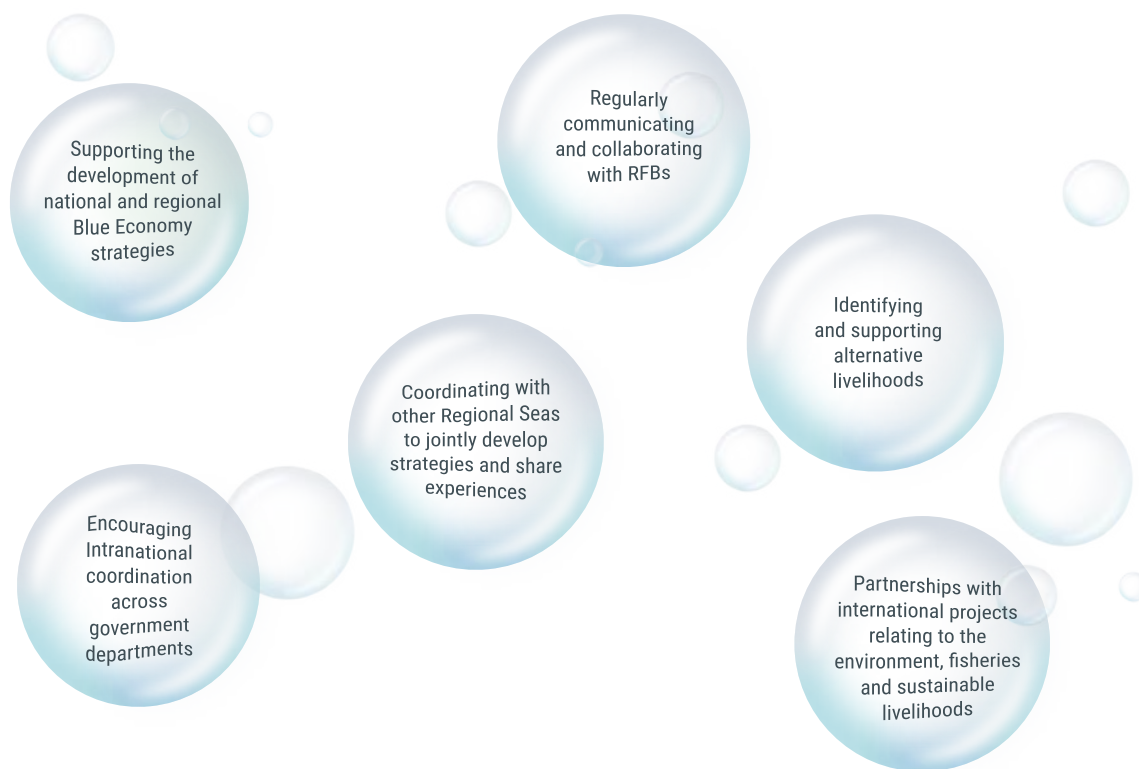 Supporting the
development of
national and regional
Blue Economy
strategies
Regularly
communicating
and collaborating
with RFBs
Identifying
and supporting
alternative
livelihoods
Coordinating with
other Regional Seas
to jointly develop
strategies and share
experiences
Encouraging
Intranational
coordination
across
government
departments
Partnerships with
international projects
relating to the
environment, fisheries
and sustainable
livelihoods